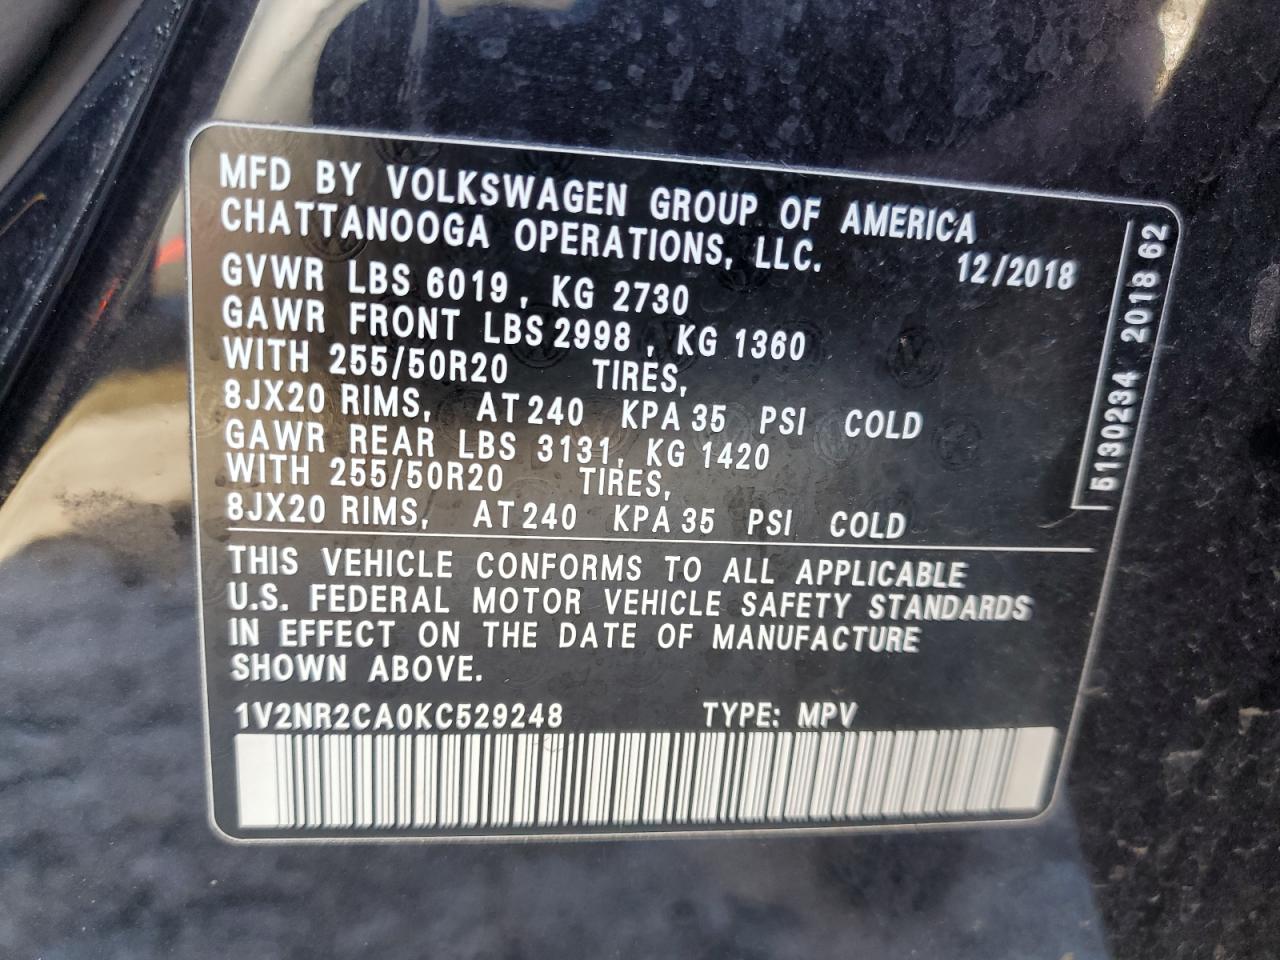 MFD BY VOLKSWAGEN GROUP OF AMERICA
CHATTANOOGA OPERATIONS, LLC. 12/2018
GVWR LBS 6019, KG 2730
GAWR FRONT LBS 2998, KG 1360
WITH 255/50R20 TIRES,
8JX20 RIMS, AT 240 KPA 35 PSI COLD
GAWR REAR LBS 3131, KG 1420
WITH 255/50R20 TIRES,
8JX20 RIMS, AT 240 KPA 35 PSI COLD
THIS VEHICLE CONFORMS TO ALL APPLICABLE
U.S. FEDERAL MOTOR VEHICLE SAFETY STANDARDS
IN EFFECT ON THE DATE OF MANUFACTURE
SHOWN ABOVE.
1V2NR2CA0KC529248 TYPE: MPV
5130234 2018 62